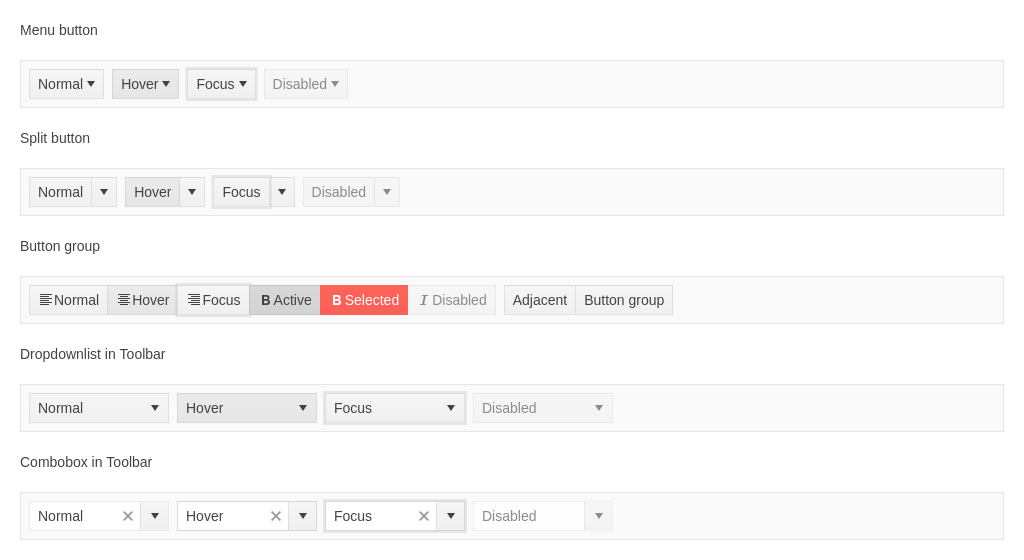 Menu button
Normal Hover Focus Disabled
Split button
Normal Hover Focus Disabled
Button group
Normal Hover Focus B Active B Selected I Disabled Adjacent Button group
Dropdownlist in Toolbar
Normal Hover Focus Disabled
Combobox in Toolbar
Normal Hover Focus Disabled